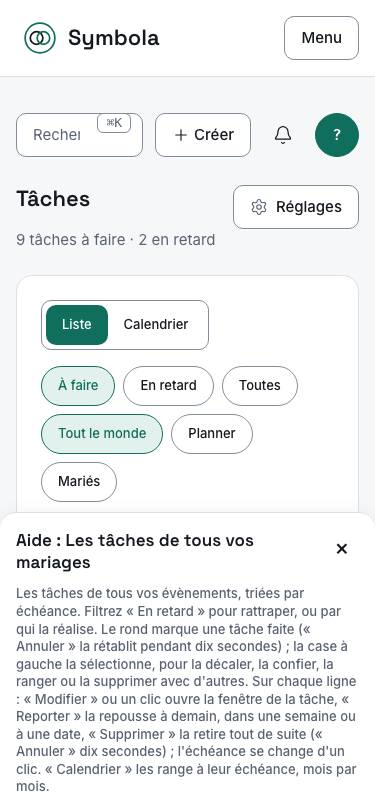 Symbola
Menu
Recher
⌘K
+ Créer
?
Tâches
Réglages
9 tâches à faire · 2 en retard
Liste
Calendrier
À faire
En retard
Toutes
Tout le monde
Planner
Mariés
Aide : Les tâches de tous vos
mariages
×
Les tâches de tous vos évènements, triées par
échéance. Filtrez « En retard » pour rattraper, ou par
qui la réalise. Le rond marque une tâche faite («
Annuler » la rétablit pendant dix secondes) ; la case à
gauche la sélectionne, pour la décaler, la confier, la
ranger ou la supprimer avec d'autres. Sur chaque ligne
: « Modifier » ou un clic ouvre la fenêtre de la tâche, «
Reporter » la repousse à demain, dans une semaine ou
à une date, « Supprimer » la retire tout de suite («
Annuler » dix secondes) ; l'échéance se change d'un
clic. « Calendrier » les range à leur échéance, mois par
mois.